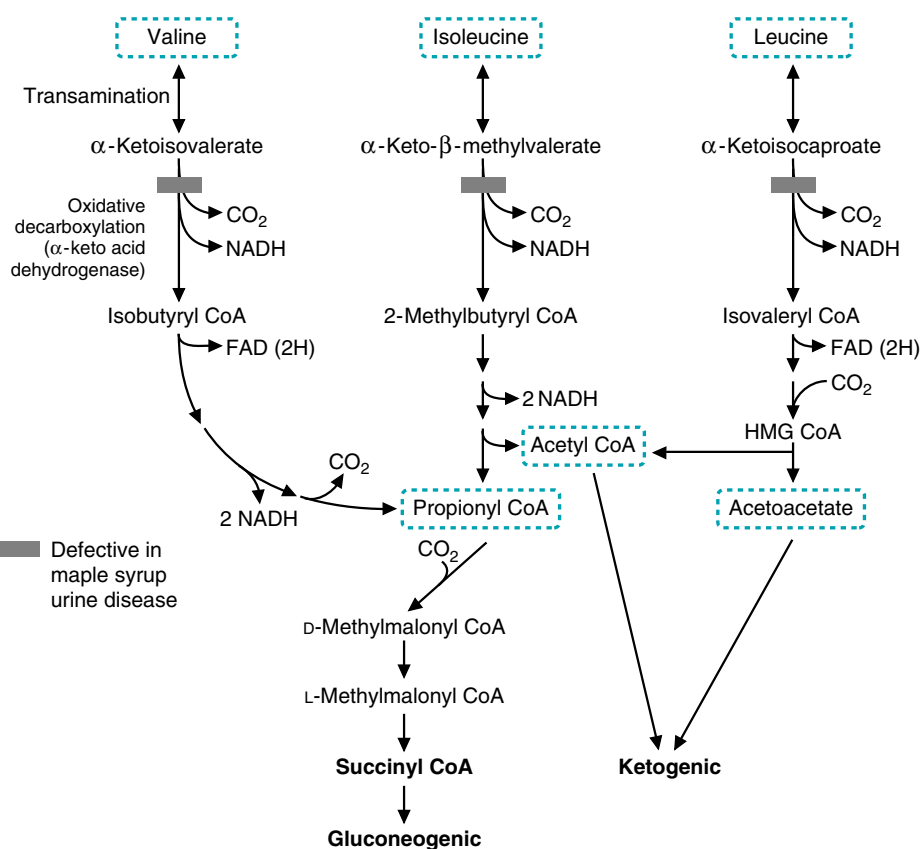 Valine
Isoleucine
Leucine
Transamination
α-Ketoisovalerate
α-Keto-β-methylvalerate
α-Ketoisocaproate
Oxidative
decarboxylation
(α-keto acid
dehydrogenase)
CO2
NADH
CO2
NADH
CO2
NADH
Isobutyryl CoA
2-Methylbutyryl CoA
Isovaleryl CoA
FAD (2H)
FAD (2H)
2 NADH
CO2
HMG CoA
Acetyl CoA
CO2
2 NADH
Propionyl CoA
Acetoacetate
Defective in
maple syrup
urine disease
CO2
D-Methylmalonyl CoA
L-Methylmalonyl CoA
Succinyl CoA
Ketogenic
Gluconeogenic